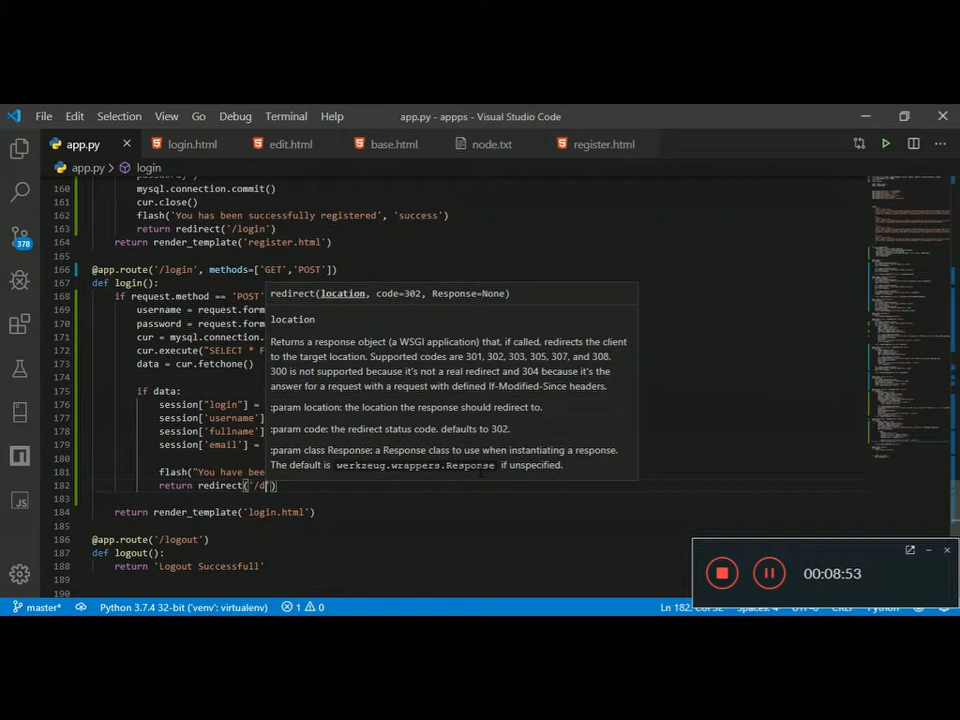 File Edit Selection View Go Debug Terminal Help app.py - appps - Visual Studio Code
app.py login.html edit.html base.html node.txt register.html
app.py > login
160 mysql.connection.commit()
161 cur.close()
162 flash('You has been successfully registered', 'success')
163 return redirect('/login')
164 return render_template('register.html')
165
166 @app.route('/login', methods=['GET','POST'])
167 def login():
168 if request.method == 'POST'
169 username = request.form
170 password = request.form
171 cur = mysql.connection.
172 cur.execute("SELECT * F
173 data = cur.fetchone()
174
175 if data:
176 session["login"] =
177 session['username']
178 session['fullname']
179 session['email'] =
180
181 flash("You have bee
182 return redirect('/d')
183
184 return render_template('login.html')
185
186 @app.route('/logout')
187 def logout():
188 return 'Logout Successfull'
189
190
redirect(location, code=302, Response=None)
location
Returns a response object (a WSGI application) that, if called, redirects the client
to the target location. Supported codes are 301, 302, 303, 305, 307, and 308.
300 is not supported because it's not a real redirect and 304 because it's the
answer for a request with a request with defined If-Modified-Since headers.
:param location: the location the response should redirect to.
:param code: the redirect status code. defaults to 302.
:param class Response: a Response class to use when instantiating a response.
The default is werkzeug.wrappers.Response if unspecified.
378
00:08:53
master* Python 3.7.4 32-bit ('venv': virtualenv) 1 0 Ln 182,